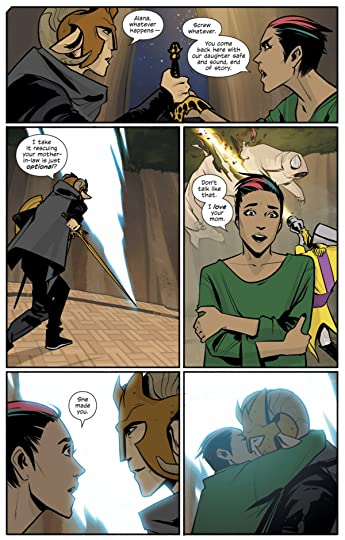 Alana,
whatever
happens --
Screw
whatever.
You come
back here with
our daughter safe
and sound, end
of story.
I take
it rescuing
your mother-
in-law is just
optional?
Don't
talk like
that.
I love
your
mom.
She
made
you.